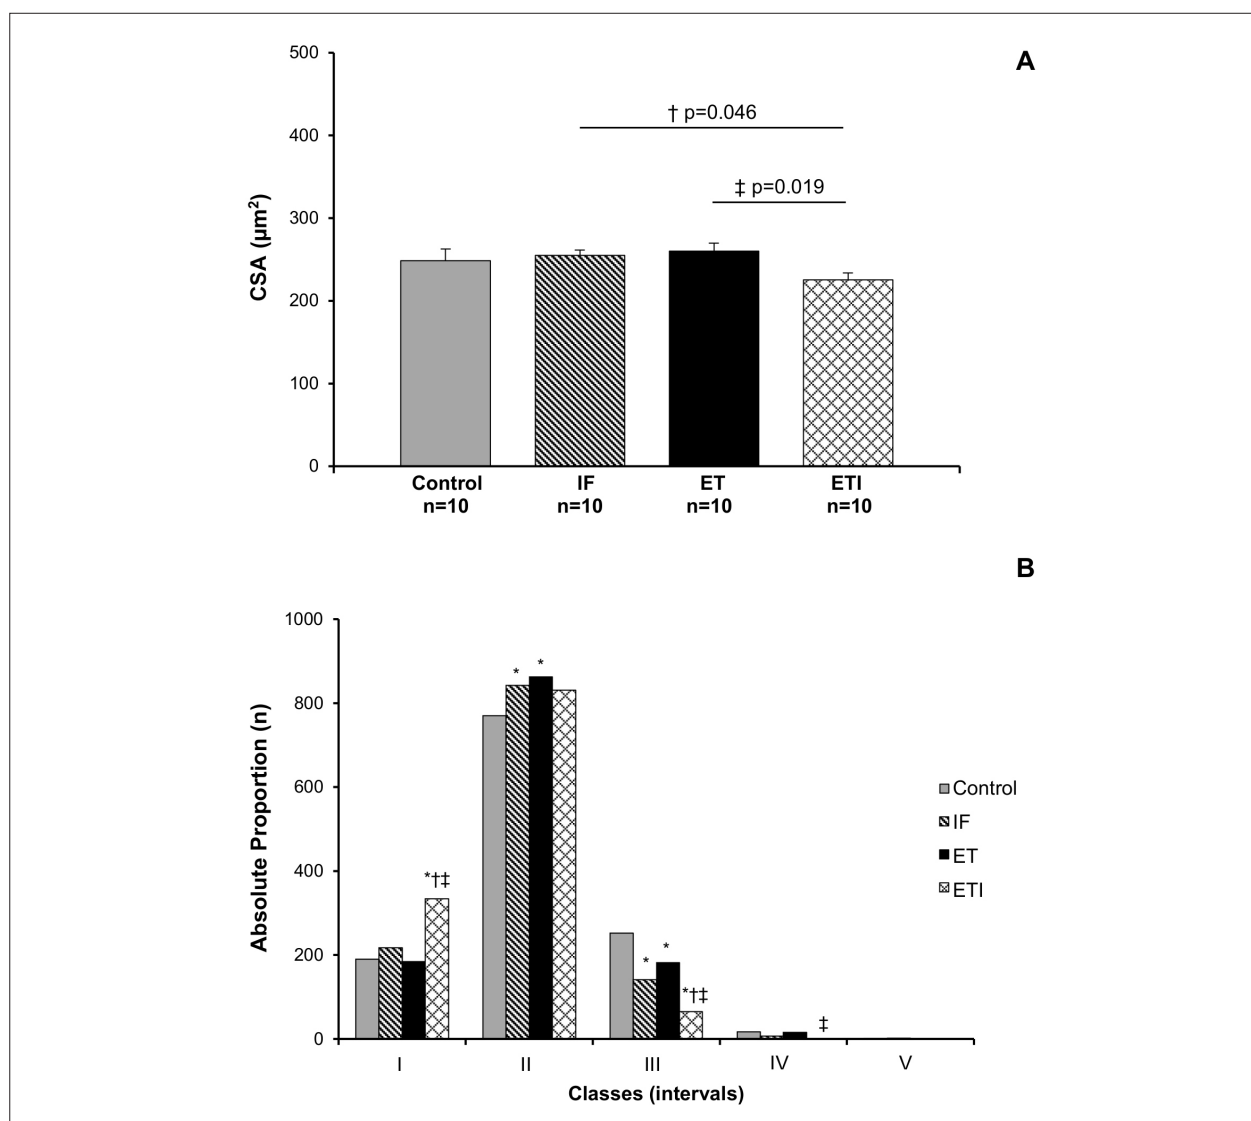 A
500
400
300
200
100
0
CSA (µm²)
† p=0.046
‡ p=0.019
Control IF ET ETI
n=10 n=10 n=10 n=10
B
1000
800
600
400
200
0
Absolute Proportion (n)
*†‡
* *
* *
*†‡
‡
Control
IF
ET
ETI
I II III IV V
Classes (intervals)